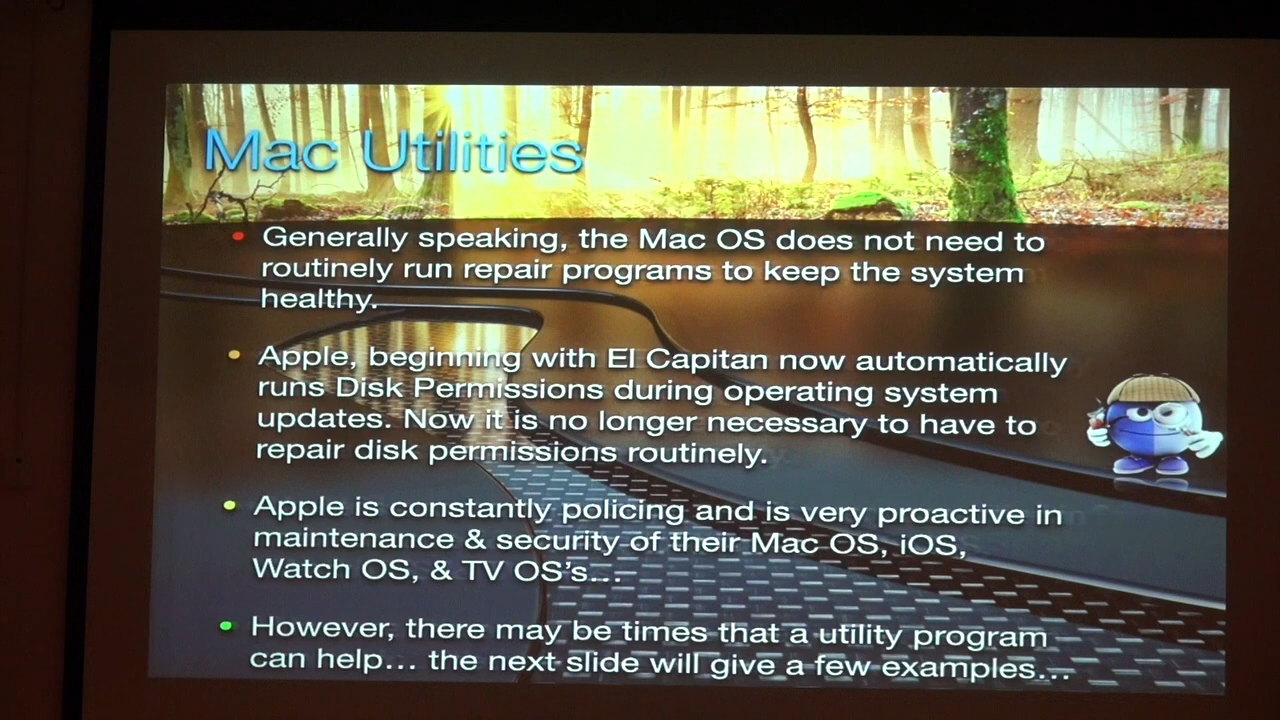 Mac Utilities
Generally speaking, the Mac OS does not need to
routinely run repair programs to keep the system
healthy.
Apple, beginning with El Capitan now automatically
runs Disk Permissions during operating system
updates. Now it is no longer necessary to have to
repair disk permissions routinely.
Apple is constantly policing and is very proactive in
maintenance & security of their Mac OS, iOS,
Watch OS, & TV OS's...
However, there may be times that a utility program
can help... the next slide will give a few examples...